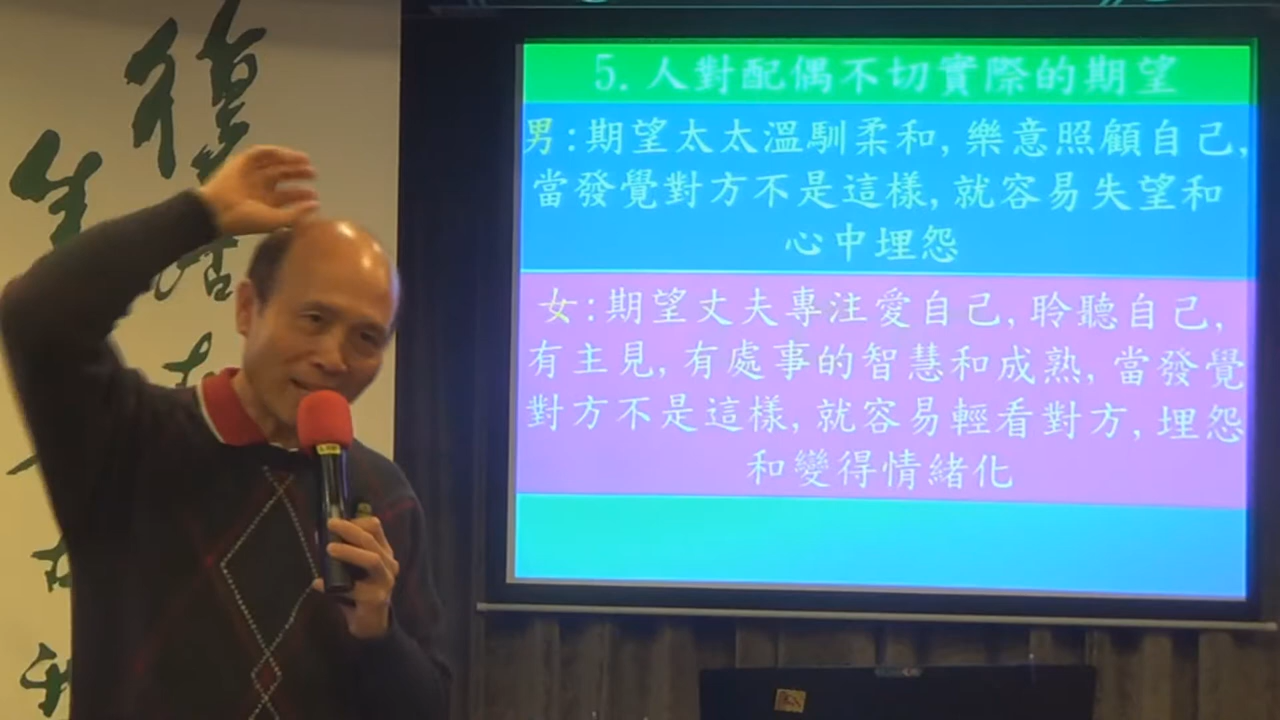 5. 人對配偶不切實際的期望
男:期望太太溫馴柔和, 樂意照顧自己,
當發覺對方不是這樣, 就容易失望和
心中埋怨
女:期望丈夫專注愛自己, 聆聽自己,
有主見, 有處事的智慧和成熟, 當發覺
對方不是這樣, 就容易輕看對方, 埋怨
和變得情緒化
復
生
在